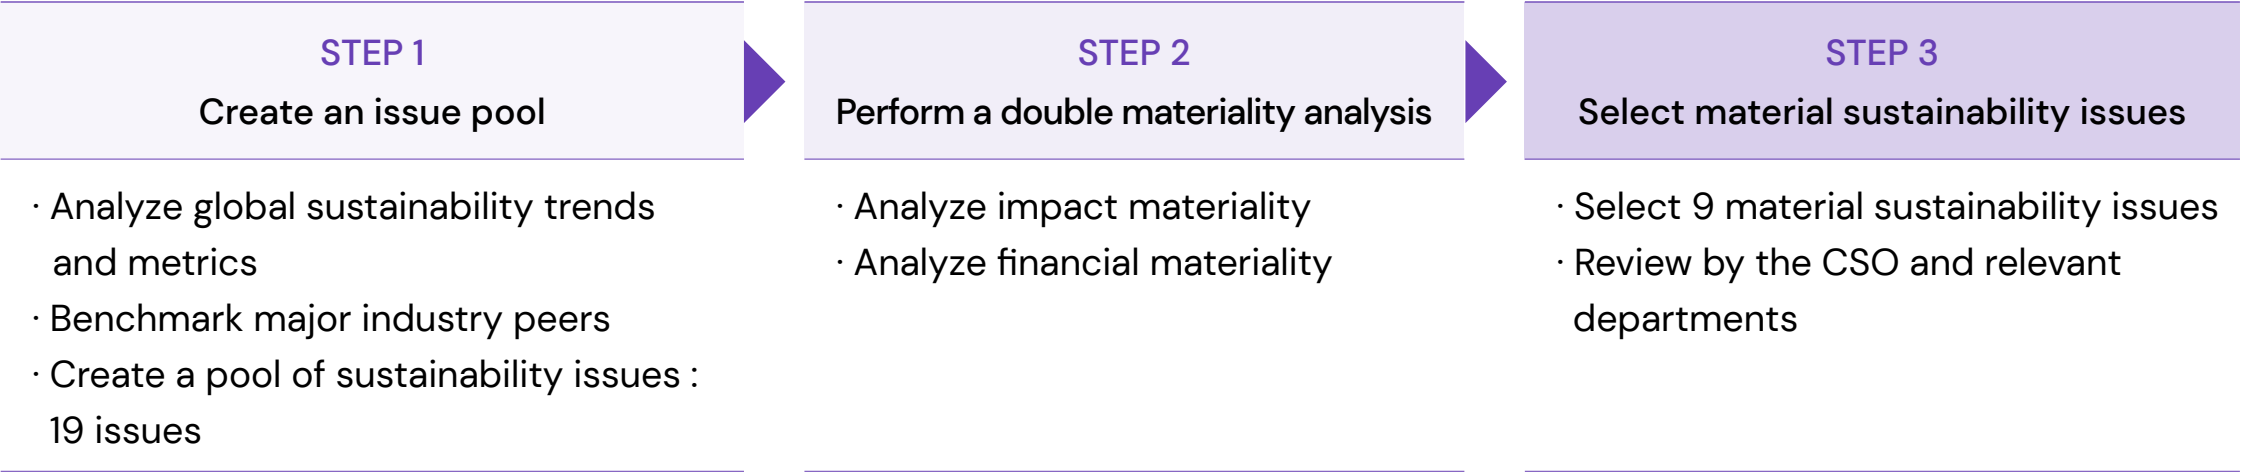 STEP 1
Create an issue pool
· Analyze global sustainability trends
and metrics
· Benchmark major industry peers
· Create a pool of sustainability issues :
19 issues
STEP 2
Perform a double materiality analysis
· Analyze impact materiality
· Analyze financial materiality
STEP 3
Select material sustainability issues
· Select 9 material sustainability issues
· Review by the CSO and relevant
departments